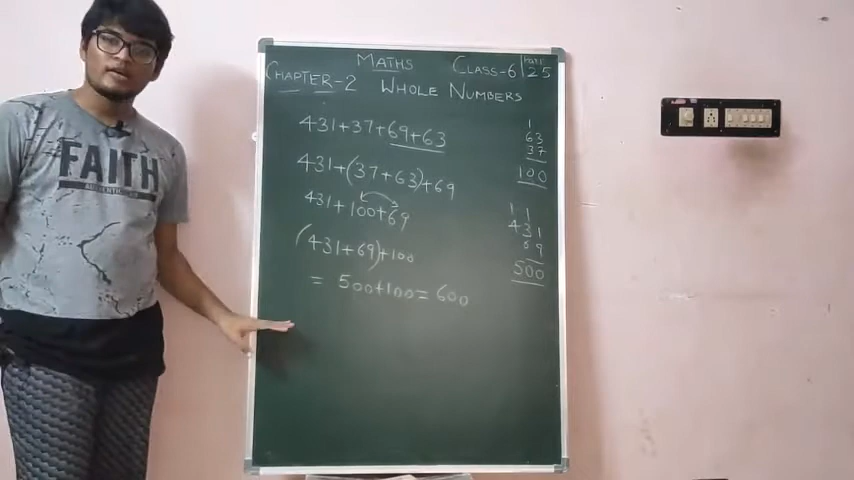 MATHS
CLASS-6
Part
25
CHAPTER-2 WHOLE NUMBERS
431+37+69+63
431+(37+63)+69
431+100+69
(431+69)+100
= 500+100=600
1
63
37
100
1 1
431
69
500
FAITH